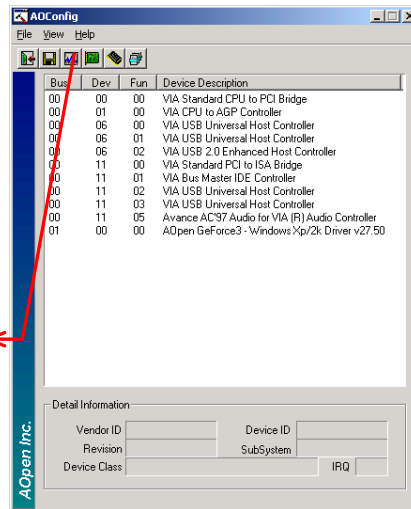 AOConfig
File View Help
Bus Dev Fun Device Description
00 00 00 VIA Standard CPU to PCI Bridge
00 01 00 VIA CPU to AGP Controller
00 06 00 VIA USB Universal Host Controller
00 06 01 VIA USB Universal Host Controller
00 06 02 VIA USB 2.0 Enhanced Host Controller
00 11 00 VIA Standard PCI to ISA Bridge
00 11 01 VIA Bus Master IDE Controller
00 11 02 VIA USB Universal Host Controller
00 11 03 VIA USB Universal Host Controller
00 11 05 Avance AC'97 Audio for VIA (R) Audio Controller
01 00 00 AOpen GeForce3 - Windows Xp/2k Driver v27.50
Detail Information
Vendor ID Device ID
Revision SubSystem
Device Class IRQ
AOpen Inc.